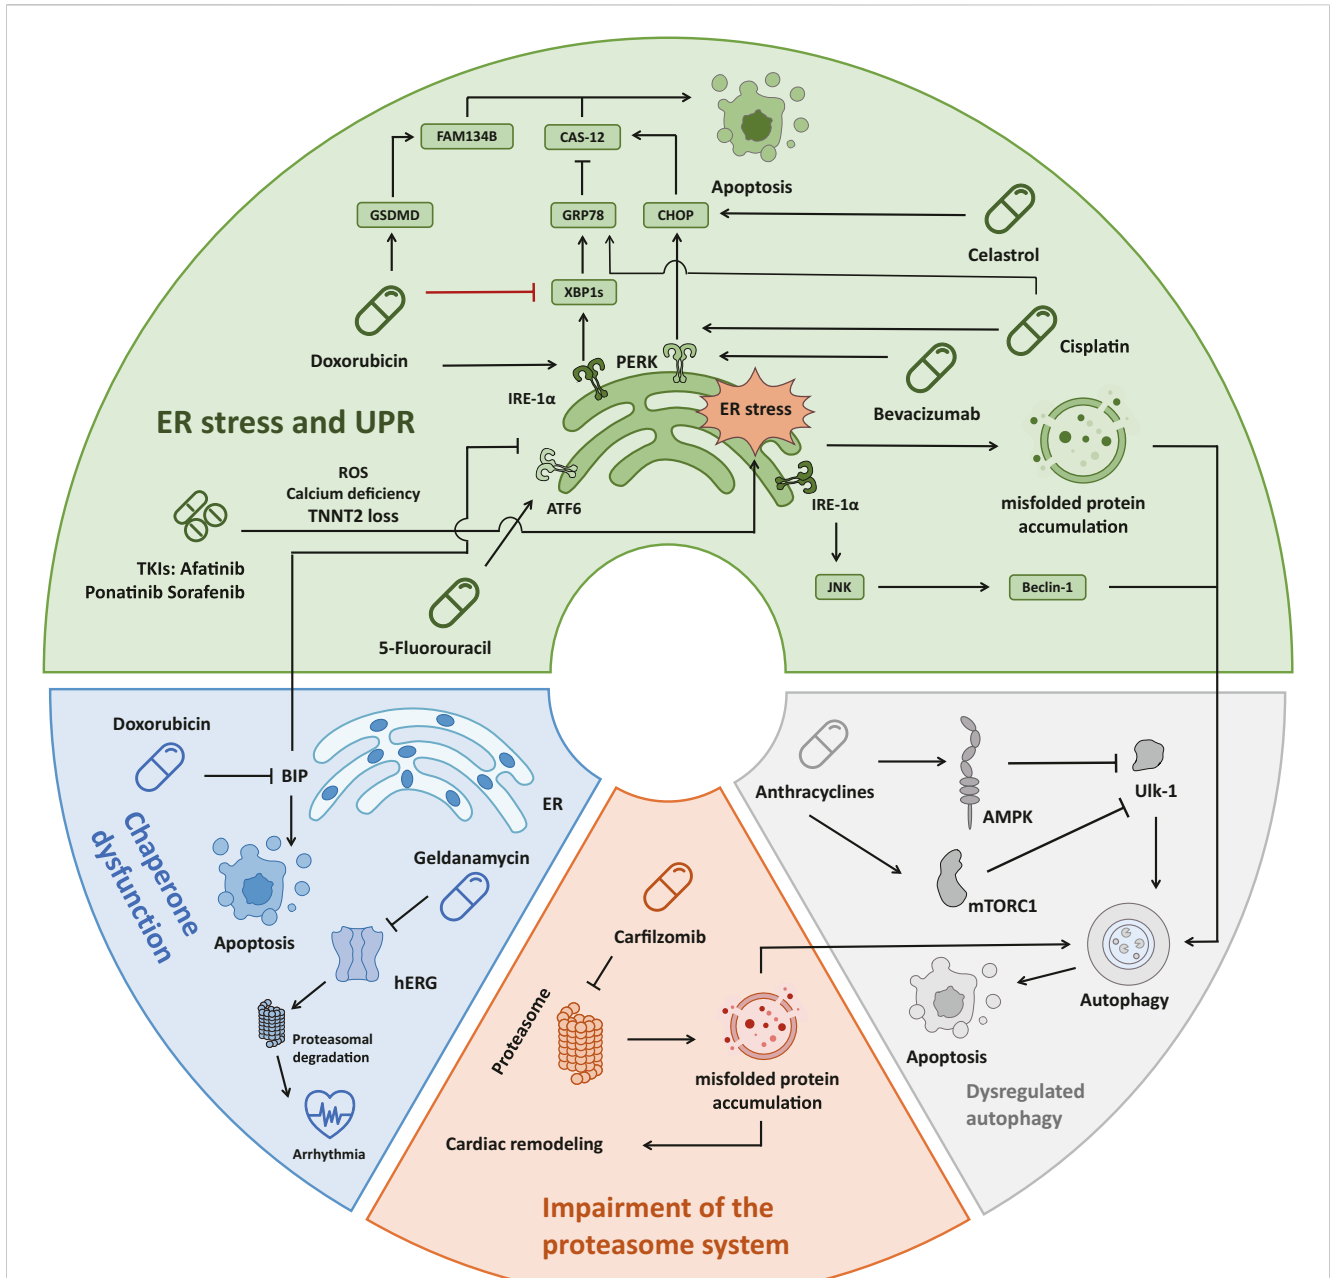 FAM134B
CAS-12
Apoptosis
GSDMD
GRP78
CHOP
Celastrol
XBP1s
Doxorubicin
PERK
Cisplatin
IRE-1α
ER stress
Bevacizumab
ER stress and UPR
ROS
Calcium deficiency
TNNT2 loss
ATF6
IRE-1α
misfolded protein
accumulation
TKIs: Afatinib
Ponatinib Sorafenib
JNK
Beclin-1
5-Fluorouracil
Doxorubicin
BIP
ER
Chaperone
dysfunction
Geldanamycin
Apoptosis
hERG
Proteasomal
degradation
Arrhythmia
Carfilzomib
Proteasome
misfolded protein
accumulation
Cardiac remodeling
Impairment of the
proteasome system
Anthracyclines
AMPK
Ulk-1
mTORC1
Autophagy
Apoptosis
Dysregulated
autophagy